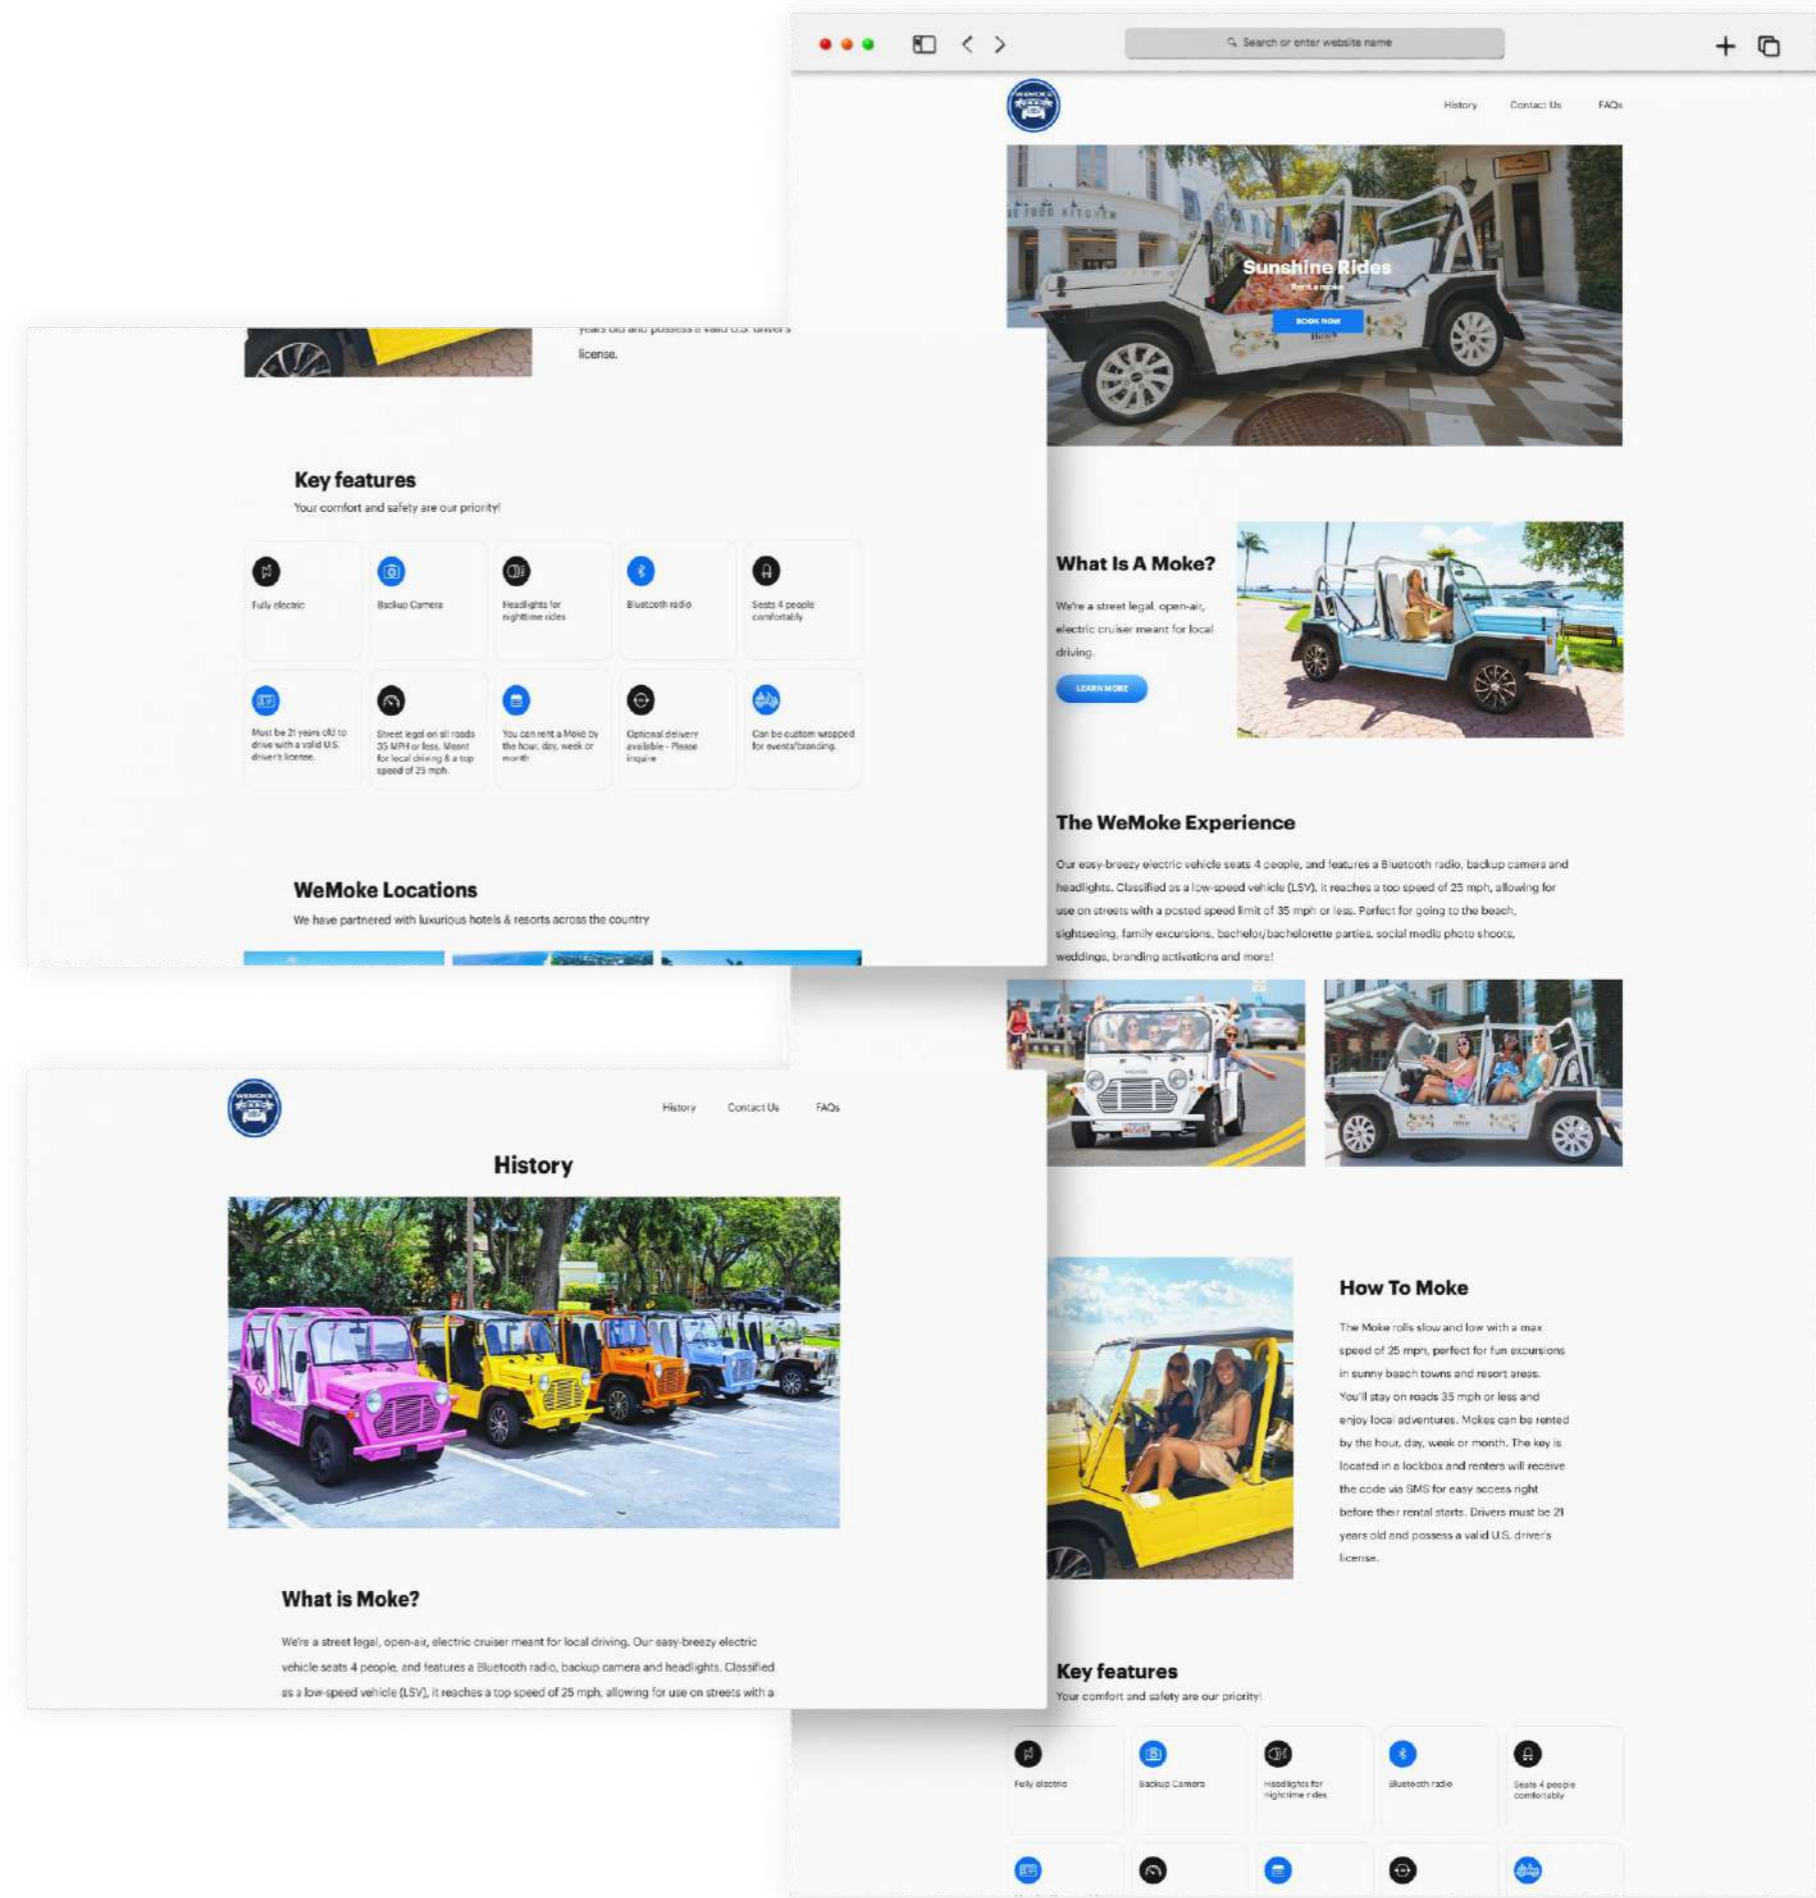 Search or enter website name
WEMOKE
History
Contact Us
FAQs
Sunshine Rides
Rent a moke
BOOK NOW
What Is A Moke?
We're a street legal, open-air,
electric cruiser meant for local
driving.
LEARN MORE
The WeMoke Experience
Our easy-breezy electric vehicle seats 4 people, and features a Bluetooth radio, backup camera and
headlights. Classified as a low-speed vehicle (LSV), it reaches a top speed of 25 mph, allowing for
use on streets with a posted speed limit of 35 mph or less. Perfect for going to the beach,
sightseeing, family excursions, bachelor/bachelorette parties, social media photo shoots,
weddings, branding activations and more!
How To Moke
The Moke rolls slow and low with a max
speed of 25 mph, perfect for fun excursions
in sunny beach towns and resort areas.
You'll stay on roads 35 mph or less and
enjoy local adventures. Mokes can be rented
by the hour, day, week or month. The key is
located in a lockbox and renters will receive
the code via SMS for easy access right
before their rental starts. Drivers must be 21
years old and possess a valid U.S. driver's
license.
Key features
Your comfort and safety are our priority!
Fully electric
Backup Camera
Headlights for
nighttime rides
Bluetooth radio
Seats 4 people
comfortably
years old and possess a valid U.S. driver's
license.
Key features
Your comfort and safety are our priority!
Fully electric
Backup Camera
Headlights for
nighttime rides
Bluetooth radio
Seats 4 people
comfortably
Must be 21 years old to
drive with a valid U.S.
driver's license.
Street legal on all roads
35 MPH or less. Meant
for local driving & a top
speed of 25 mph.
You can rent a Moke by
the hour, day, week or
month
Optional delivery
available - Please
inquire
Can be custom wrapped
for events/branding.
WeMoke Locations
We have partnered with luxurious hotels & resorts across the country
WEMOKE
History
Contact Us
FAQs
History
What is Moke?
We're a street legal, open-air, electric cruiser meant for local driving. Our easy-breezy electric
vehicle seats 4 people, and features a Bluetooth radio, backup camera and headlights. Classified
as a low-speed vehicle (LSV), it reaches a top speed of 25 mph, allowing for use on streets with a